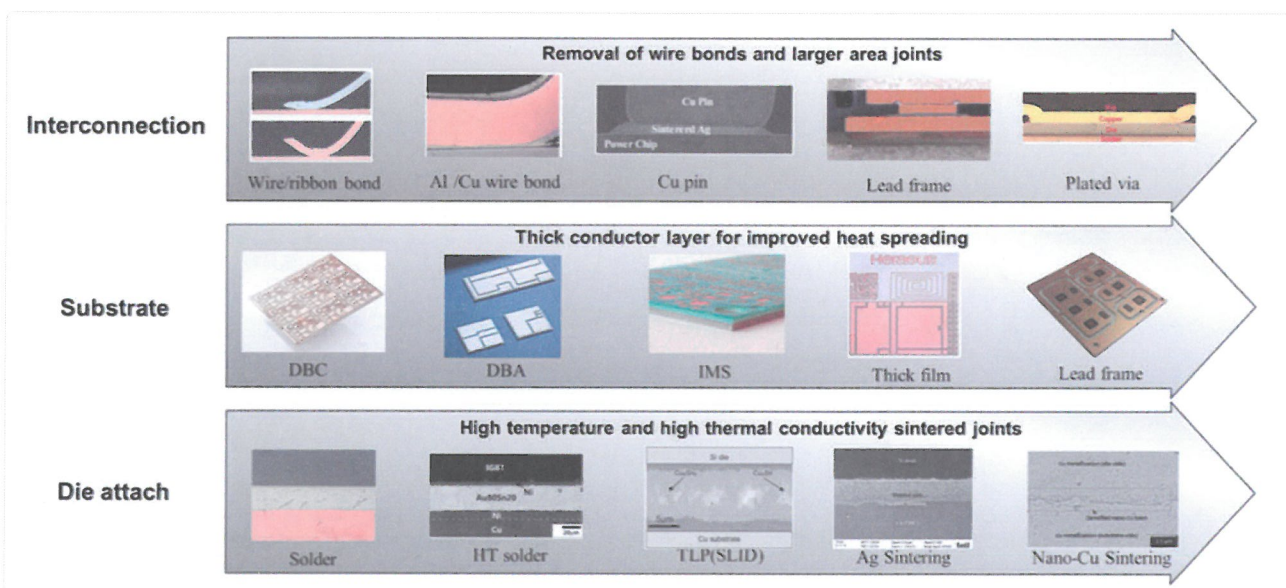 Removal of wire bonds and larger area joints
Interconnection
Cu Pin
Sintered Ag
Power Chip
Copper
Wire/ribbon bond
Al /Cu wire bond
Cu pin
Lead frame
Plated via
Thick conductor layer for improved heat spreading
Substrate
Heraeus
DBC
DBA
IMS
Thick film
Lead frame
High temperature and high thermal conductivity sintered joints
Die attach
IGBT
Ni
Au80Sn20
Ni
Cu
Si die
Cu substrate
Solder
HT solder
TLP(SLID)
Ag Sintering
Nano-Cu Sintering